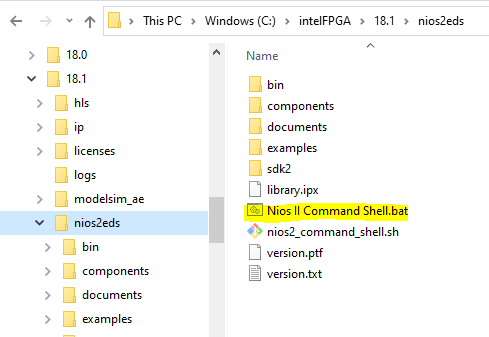 This PC > Windows (C:) > intelFPGA > 18.1 > nios2eds
18.0
18.1
hls
ip
licenses
logs
modelsim_ae
nios2eds
bin
components
documents
examples
Name
bin
components
documents
examples
sdk2
library.ipx
Nios II Command Shell.bat
nios2_command_shell.sh
version.ptf
version.txt